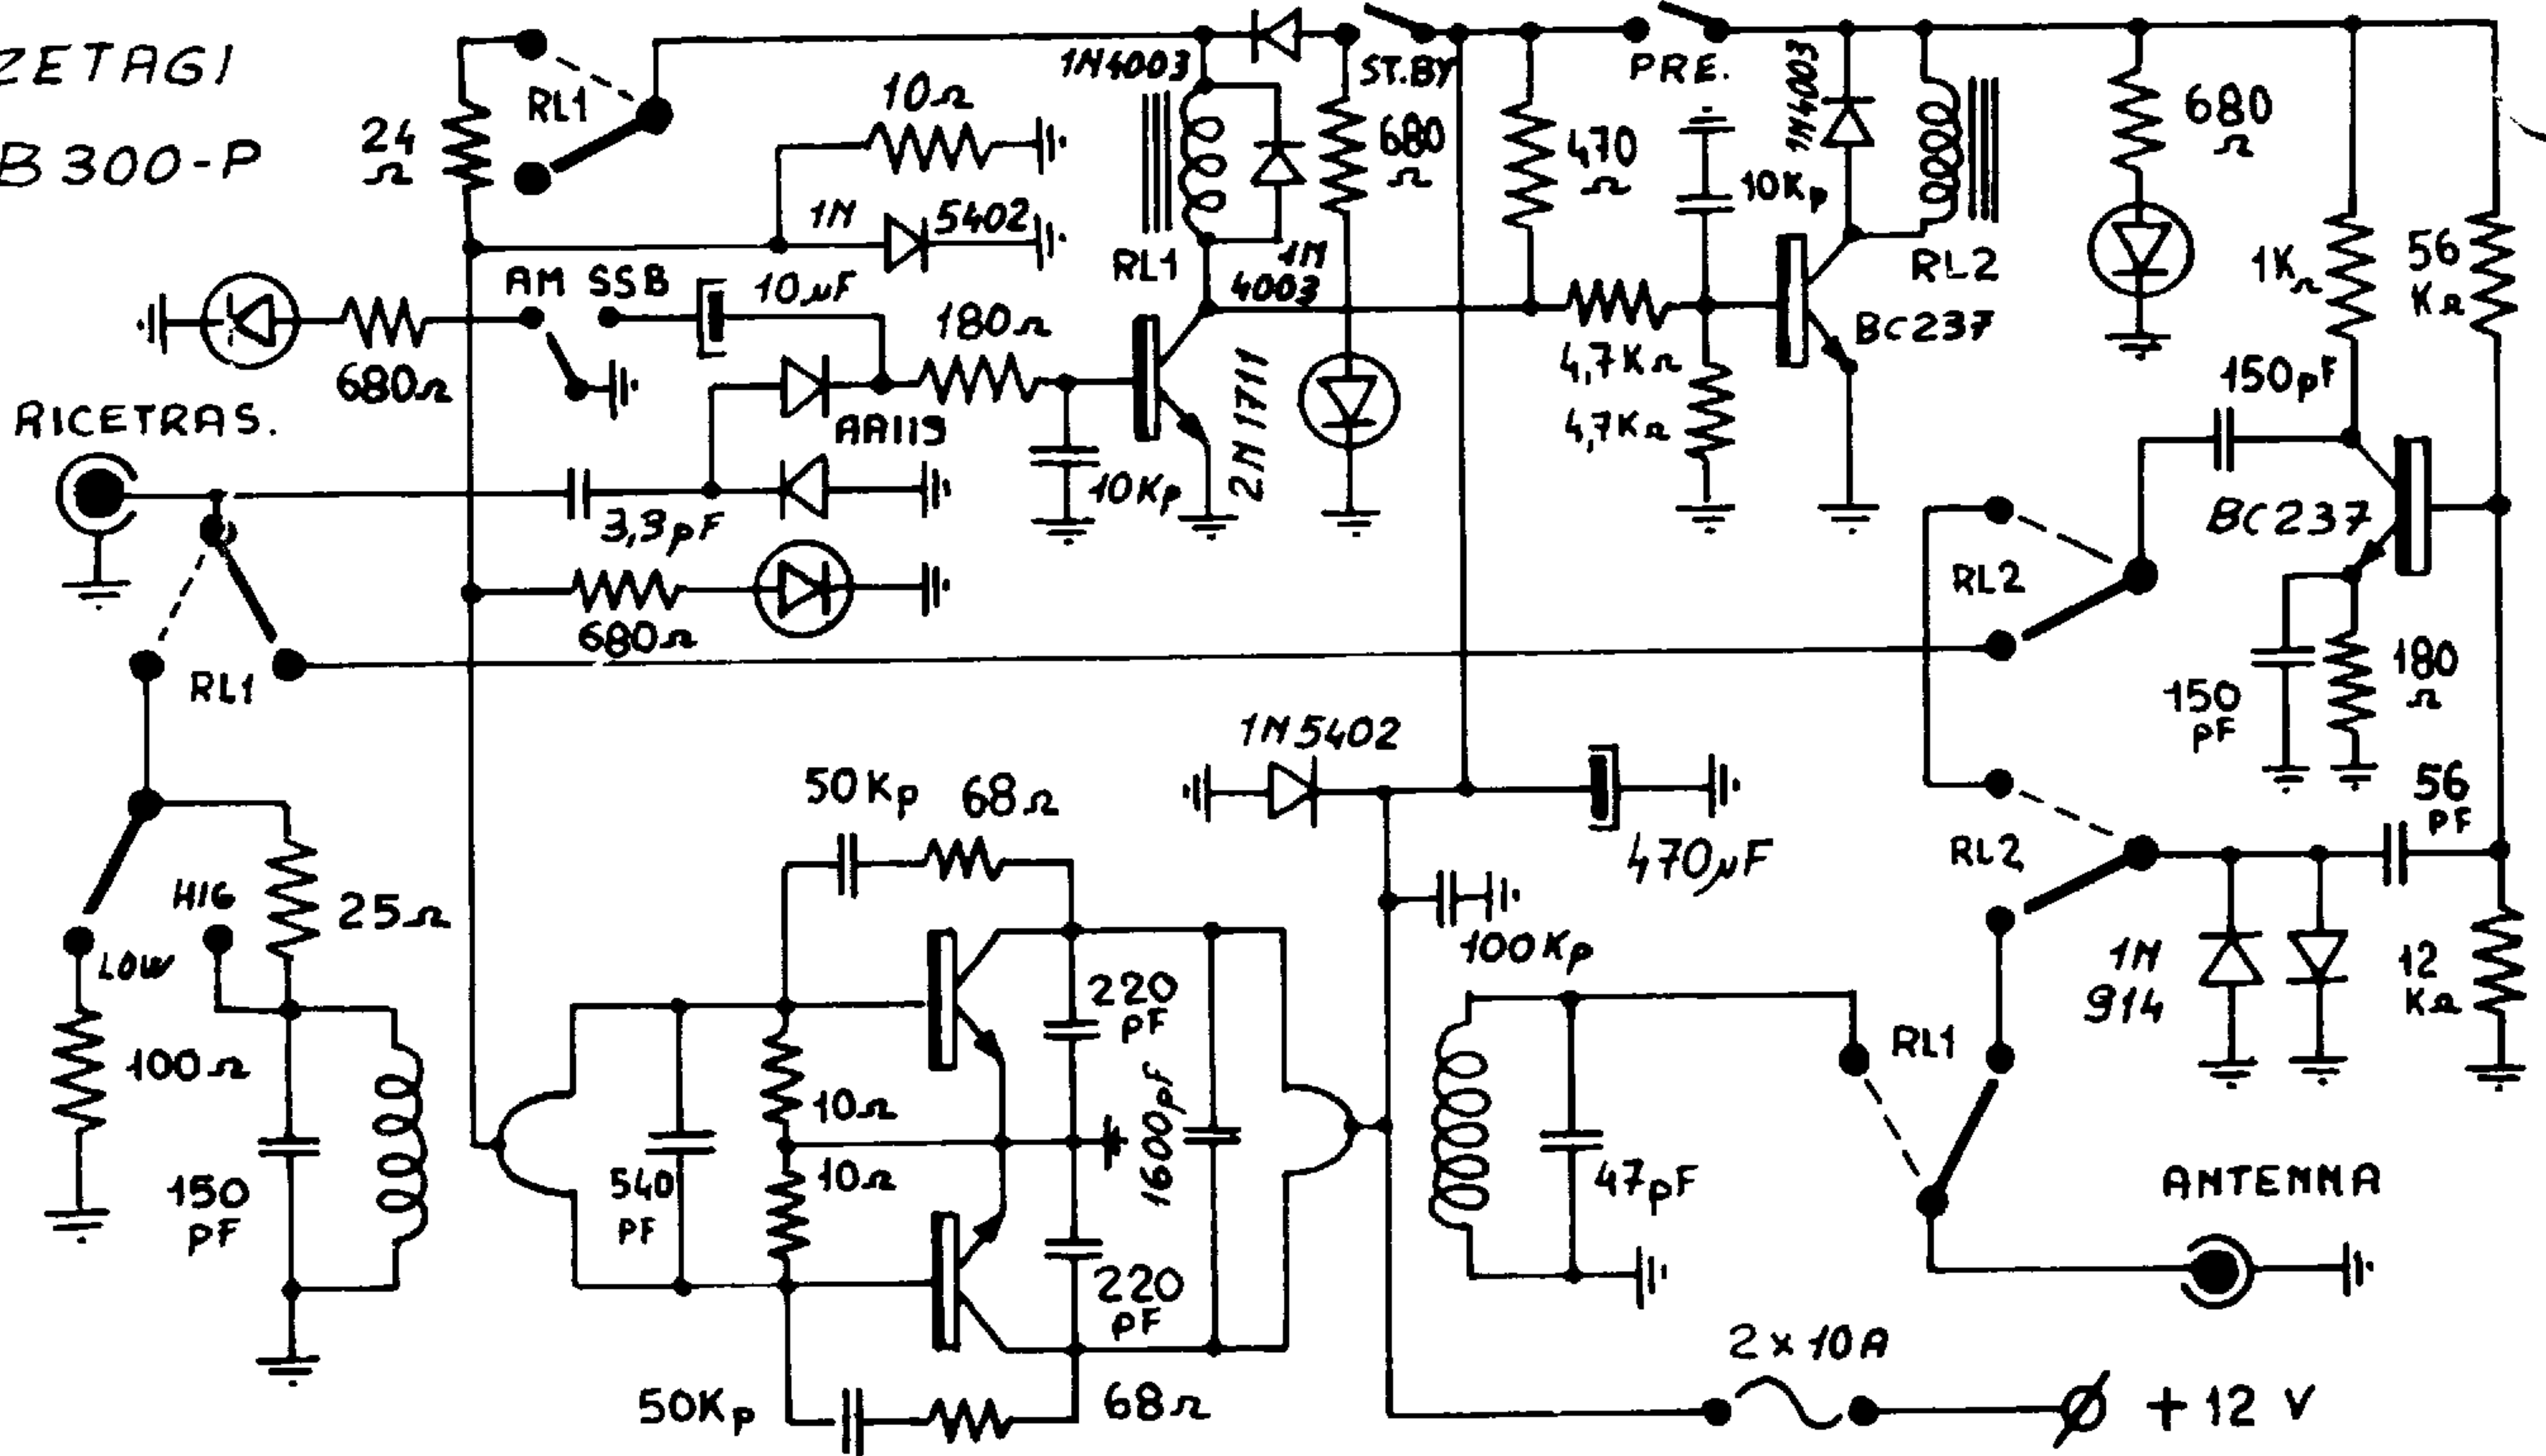 ZETAGI
B300-P
24
Ω
RL1
10Ω
1N 5402
1N4003
RL1
1N
4003
ST.BY
680
Ω
470
Ω
PRE.
10Kp
1N4003
RL2
BC237
680
Ω
1K
Ω
56
KΩ
AM SSB
10µF
180Ω
680Ω
AA119
2N1711
10Kp
4,7KΩ
4,7KΩ
150pF
BC237
RICETRAS.
3,3pF
680Ω
RL1
RL2
150
pF
180
Ω
56
pF
1N5402
470µF
50Kp
68Ω
100Kp
RL2
1N
914
12
KΩ
HIG
LOW
25Ω
100Ω
150
pF
540
pF
10Ω
10Ω
220
pF
1600pF
220
pF
50Kp
68Ω
47pF
RL1
ANTENNA
2x10A
+12 V